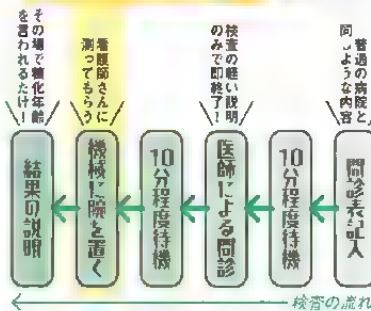 普通の病院と
同じような内容
問診表記入
10分程度待機
検査の軽い説明
のみで即終了!
医師による問診
10分程度待機
看護師さんに
測ってもらう
機械に腕を置く
その場で糖化年齢
を言われるだけ!
結果の説明
検査の流れ